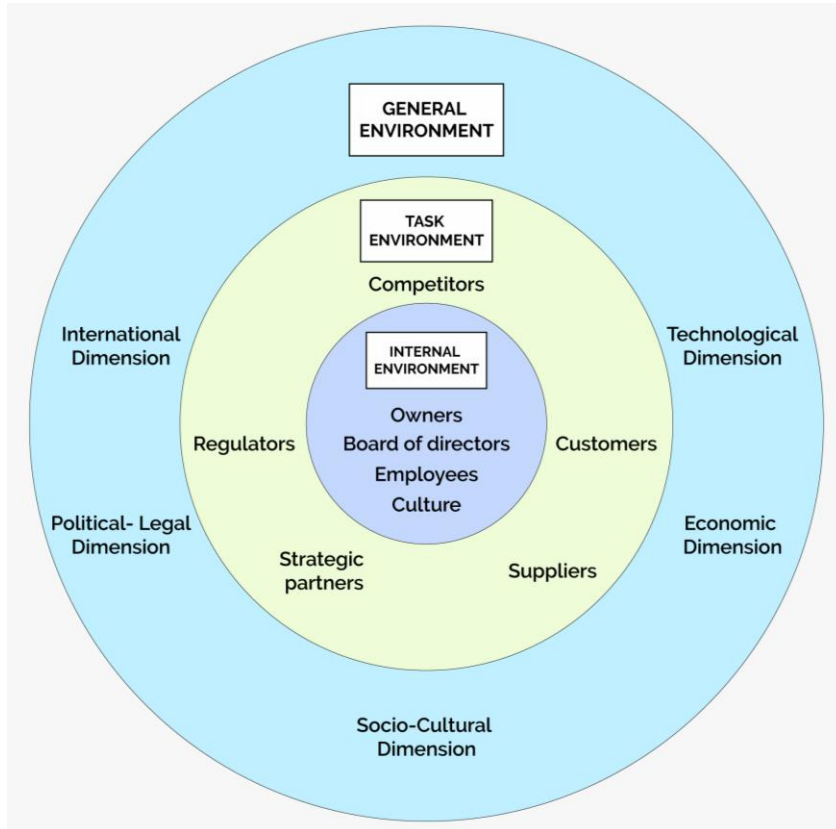 GENERAL
ENVIRONMENT
TASK
ENVIRONMENT
Competitors
International
Dimension
Technological
Dimension
INTERNAL
ENVIRONMENT
Owners
Board of directors
Employees
Culture
Regulators
Customers
Political- Legal
Dimension
Economic
Dimension
Strategic
partners
Suppliers
Socio-Cultural
Dimension